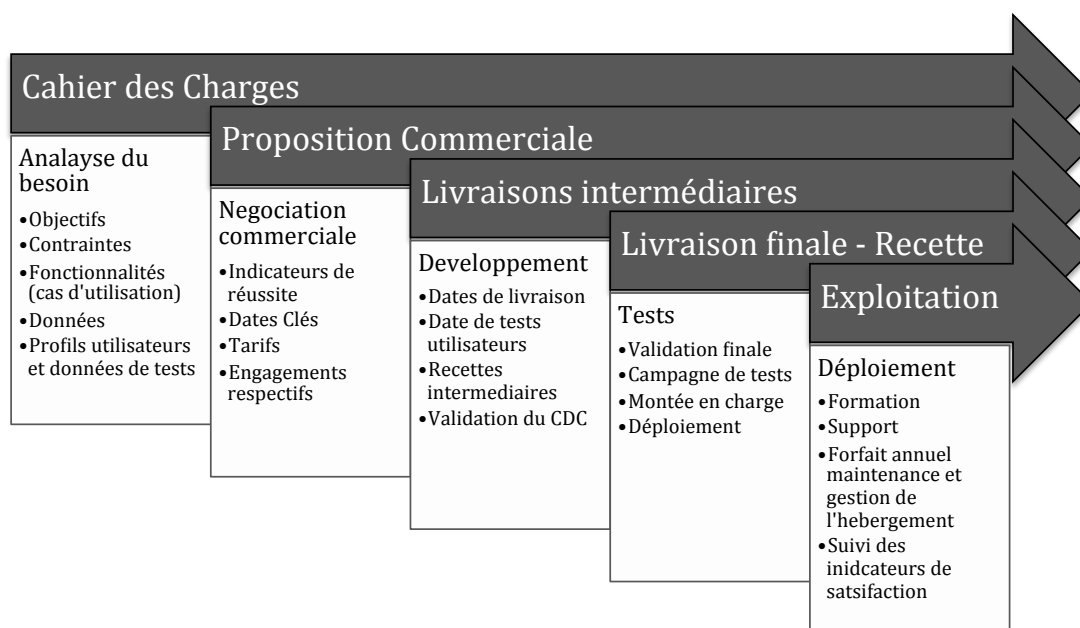 Cahier des Charges
Analayse du
besoin
•Objectifs
•Contraintes
•Fonctionnalités
(cas d'utilisation)
•Données
•Profils utilisateurs
et données de tests
Proposition Commerciale
Negociation
commerciale
•Indicateurs de
réussite
•Dates Clés
•Tarifs
•Engagements
respectifs
Livraisons intermédiaires
Developpement
•Dates de livraison
•Date de tests
utilisateurs
•Recettes
intermediaires
•Validation du CDC
Livraison finale - Recette
Tests
•Validation finale
•Campagne de tests
•Montée en charge
•Déploiement
Exploitation
Déploiement
•Formation
•Support
•Forfait annuel
maintenance et
gestion de
l'hebergement
•Suivi des
inidcateurs de
satsifaction